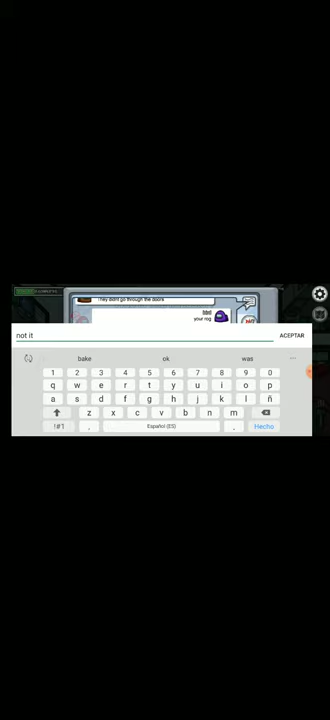 They didnt go through the doors
your rog
not it
ACEPTAR
bake ok was ...
1 2 3 4 5 6 7 8 9 0
q w e r t y u i o p
a s d f g h j k l ñ
z x c v b n m
!#1 , Español (ES) . Hecho